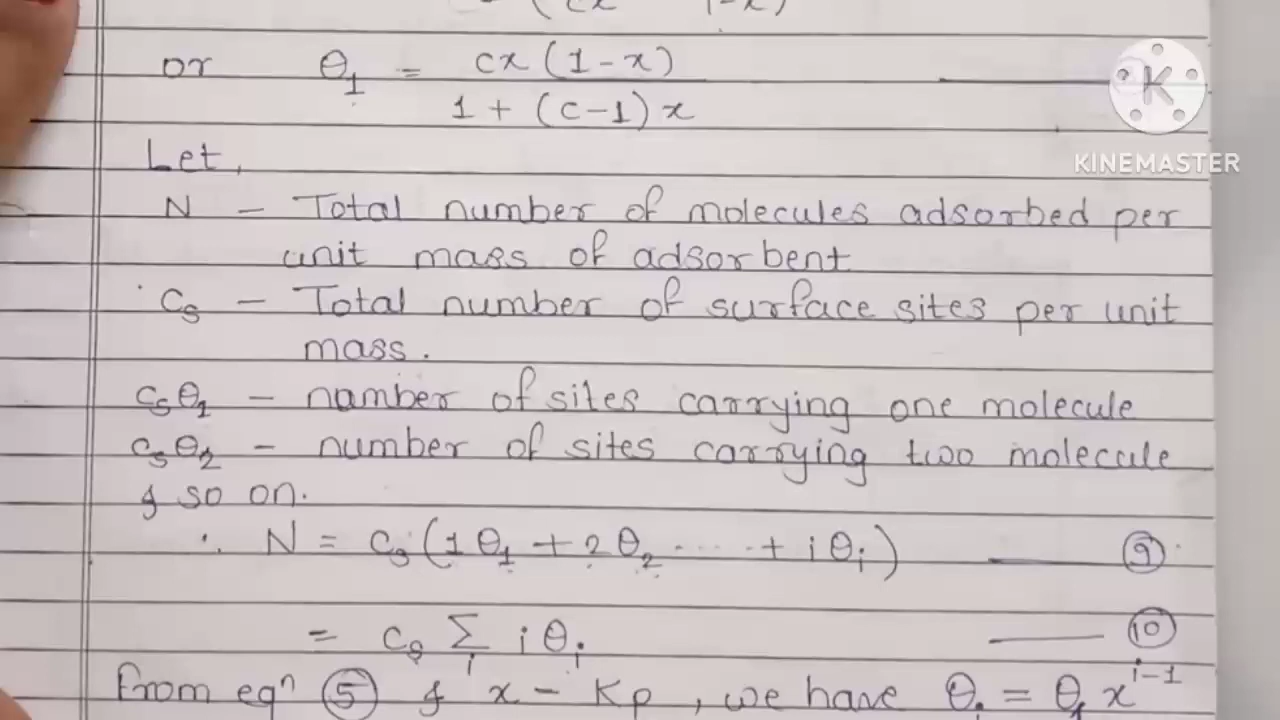 or θ₁ = cx(1-x)
1 + (c-1)x
KINEMASTER
Let,
N - Total number of molecules adsorbed per
unit mass of adsorbent
Cs - Total number of surface sites per unit
mass.
csθ₁ - number of sites carrying one molecule
csθ₂ - number of sites carrying two molecule
& so on.
∴ N = cs(1θ₁ + 2θ₂ ..... + iθᵢ) — ⑨
= cs Σᵢ iθᵢ — ⑩
From eqⁿ ⑤ & x - Kp, we have θᵢ = θ₁xⁱ⁻¹